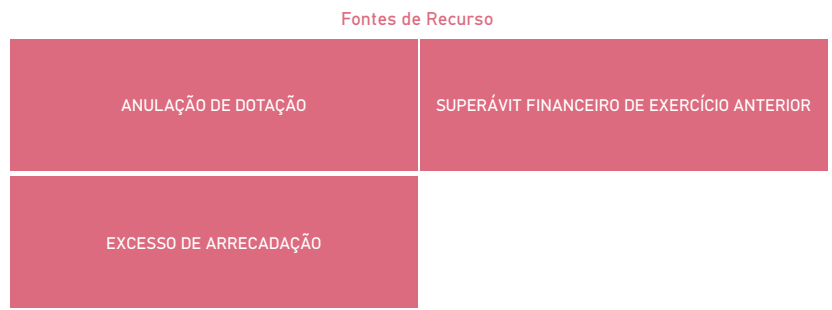 Fontes de Recurso
ANULAÇÃO DE DOTAÇÃO
SUPERÁVIT FINANCEIRO DE EXERCÍCIO ANTERIOR
EXCESSO DE ARRECADAÇÃO